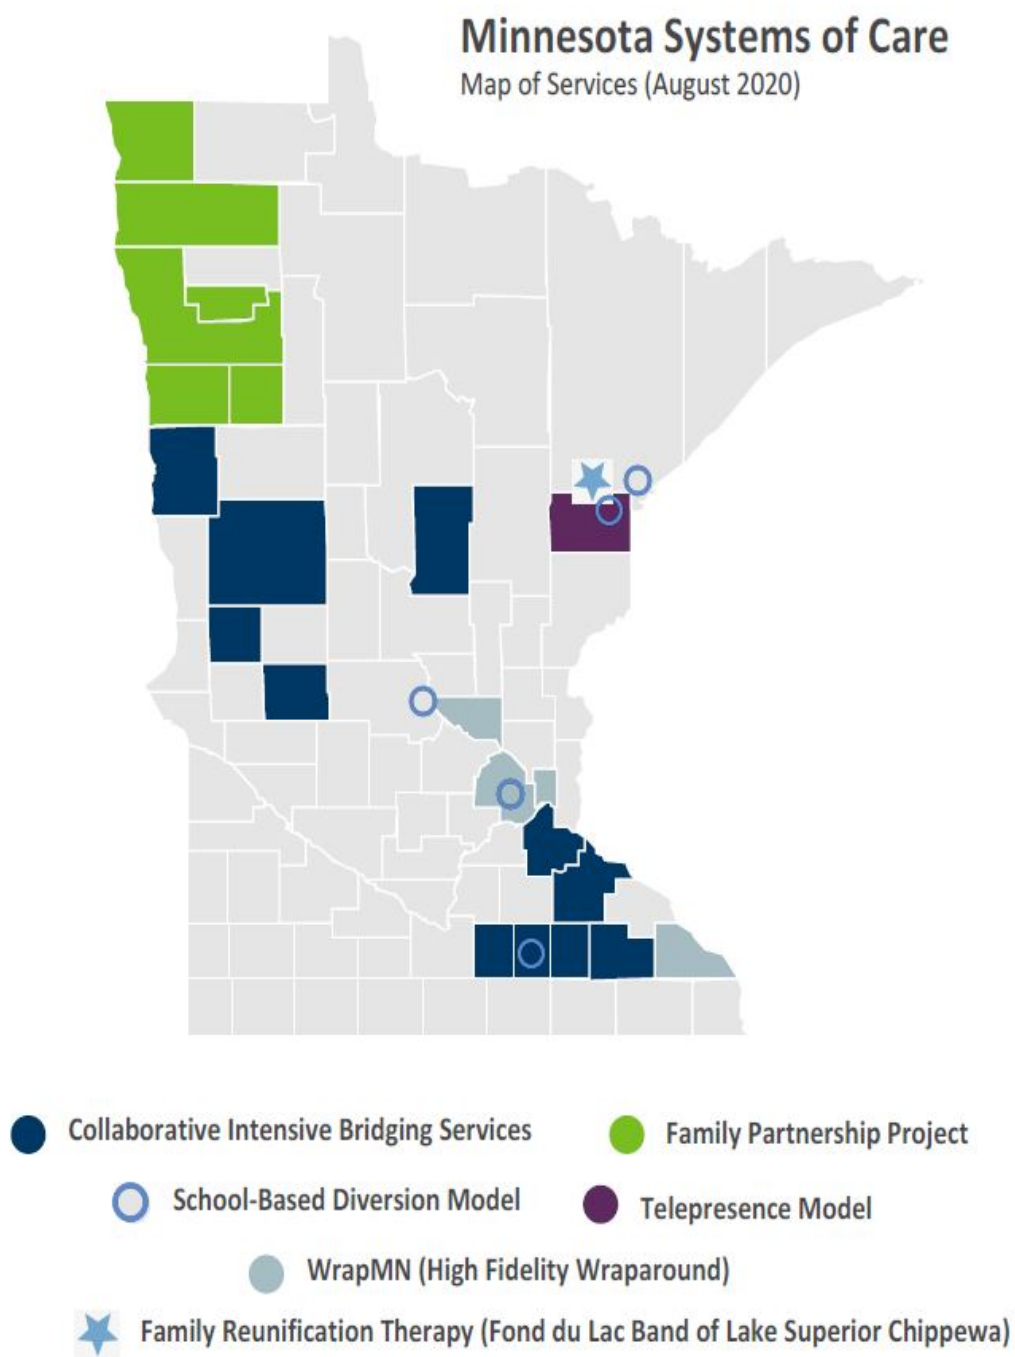 Minnesota Systems of Care
Map of Services (August 2020)
Collaborative Intensive Bridging Services
Family Partnership Project
School-Based Diversion Model
Telepresence Model
WrapMN (High Fidelity Wraparound)
Family Reunification Therapy (Fond du Lac Band of Lake Superior Chippewa)